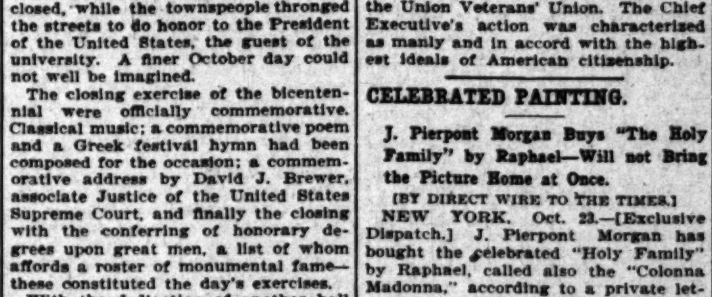 closed, while the townspeople thronged
the streets to do honor to the President
of the United States, the guest of the
university. A finer October day could
not well be imagined.
The closing exercise of the bicenten-
nial were officially commemorative.
Classical music; a commemorative poem
and a Greek festival hymn had been
composed for the occasion; a commem-
orative address by David J. Brewer,
associate Justice of the United States
Supreme Court, and finally the closing
with the conferring of honorary de-
grees upon great men, a list of whom
affords a roster of monumental fame—
these constituted the day's exercises.
the Union Veterans' Union. The Chief
Executive's action was characterized
as manly and in accord with the high-
est ideals of American citizenship.
CELEBRATED PAINTING.
J. Pierpont Morgan Buys "The Holy
Family" by Raphael—Will not Bring
the Picture Home at Once.
[BY DIRECT WIRE TO THE TIMES.]
NEW YORK, Oct. 23.—[Exclusive
Dispatch.] J. Pierpont Morgan has
bought the celebrated "Holy Family"
by Raphael, called also the "Colonna
Madonna," according to a private let-